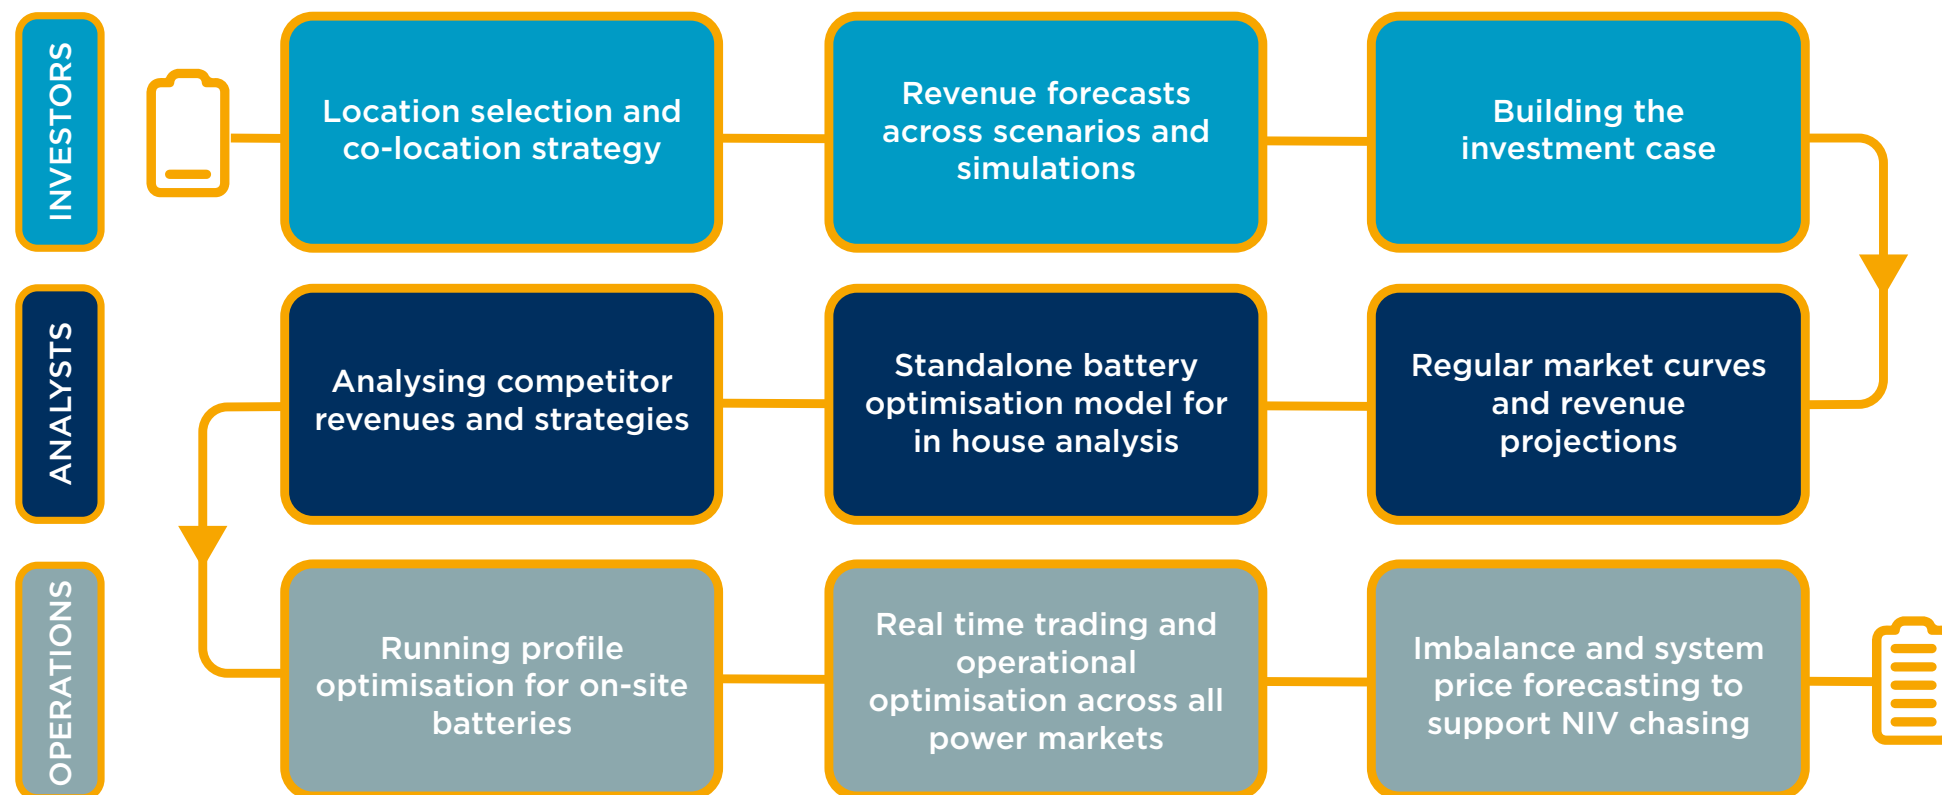 INVESTORS
Location selection and
co-location strategy
Revenue forecasts
across scenarios and
simulations
Building the
investment case
ANALYSTS
Analysing competitor
revenues and strategies
Standalone battery
optimisation model for
in house analysis
Regular market curves
and revenue
projections
OPERATIONS
Running profile
optimisation for on-site
batteries
Real time trading and
operational
optimisation across all
power markets
Imbalance and system
price forecasting to
support NIV chasing